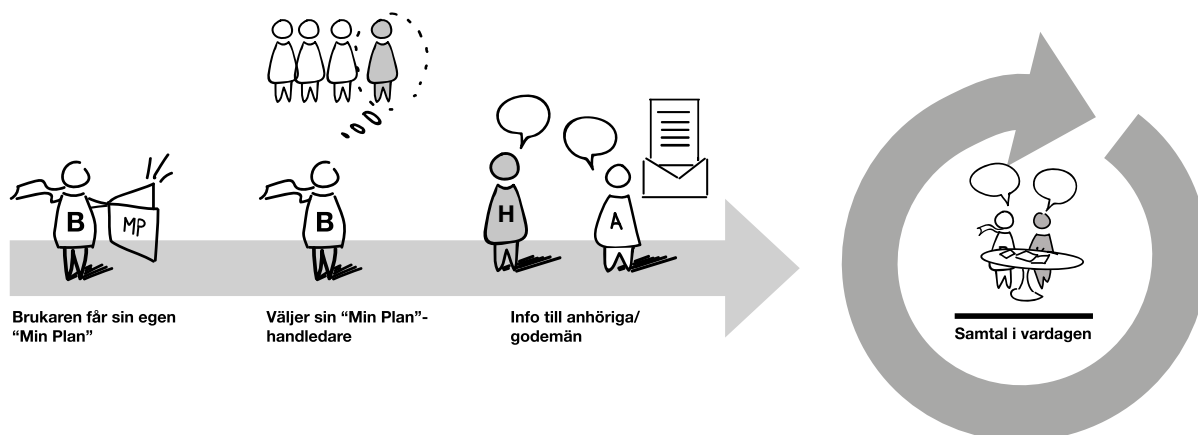 B
MP
B
H
A
Brukaren får sin egen
“Min Plan”
Väljer sin “Min Plan”-
handledare
Info till anhöriga/
godemän
Samtal i vardagen